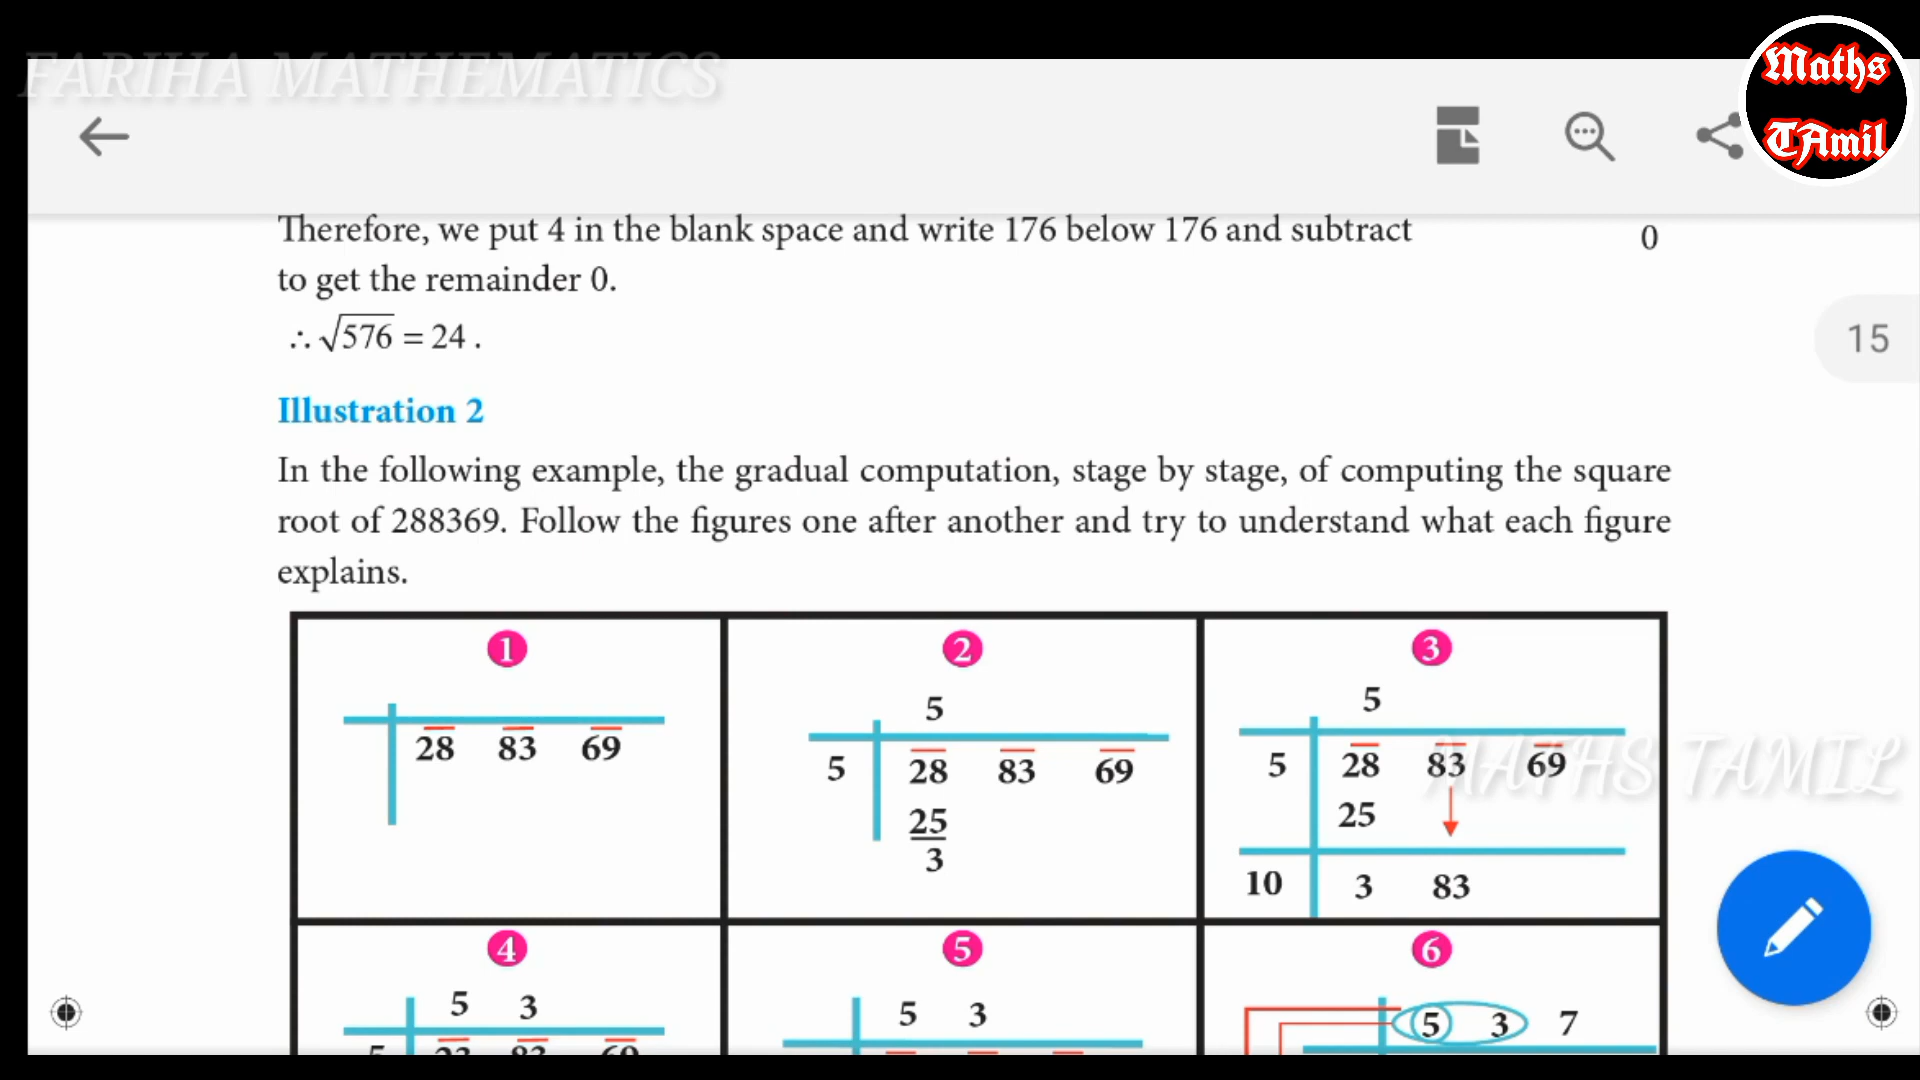 FARIHA MATHEMATICS
Maths
TAmil
Therefore, we put 4 in the blank space and write 176 below 176 and subtract
0
to get the remainder 0.
∴ √576 = 24 .
15
Illustration 2
In the following example, the gradual computation, stage by stage, of computing the square
root of 288369. Follow the figures one after another and try to understand what each figure
explains.
1
28 83 69
2
5
5 28 83 69
25
3
3
5
5 28 83 69
25
10 3 83
MATHS TAMIL
4
5 3
5
5 3
6
5 3 7